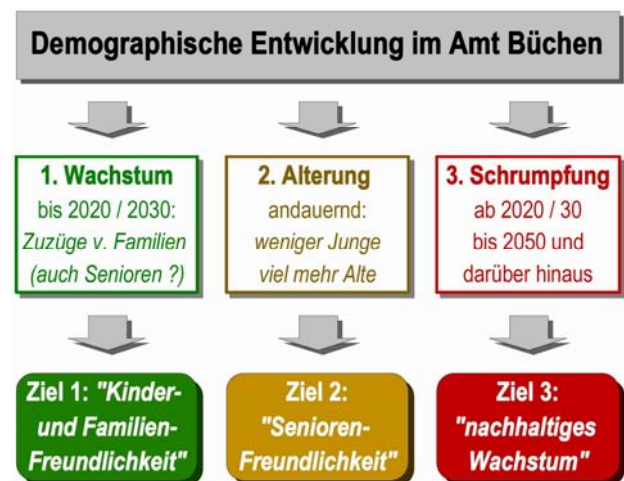 Demographische Entwicklung im Amt Büchen
1. Wachstum
bis 2020 / 2030:
Zuzüge v. Familien
(auch Senioren ?)
2. Alterung
andauernd:
weniger Junge
viel mehr Alte
3. Schrumpfung
ab 2020 / 30
bis 2050 und
darüber hinaus
Ziel 1: "Kinder-
und Familien-
Freundlichkeit"
Ziel 2:
"Senioren-
Freundlichkeit"
Ziel 3:
"nachhaltiges
Wachstum"